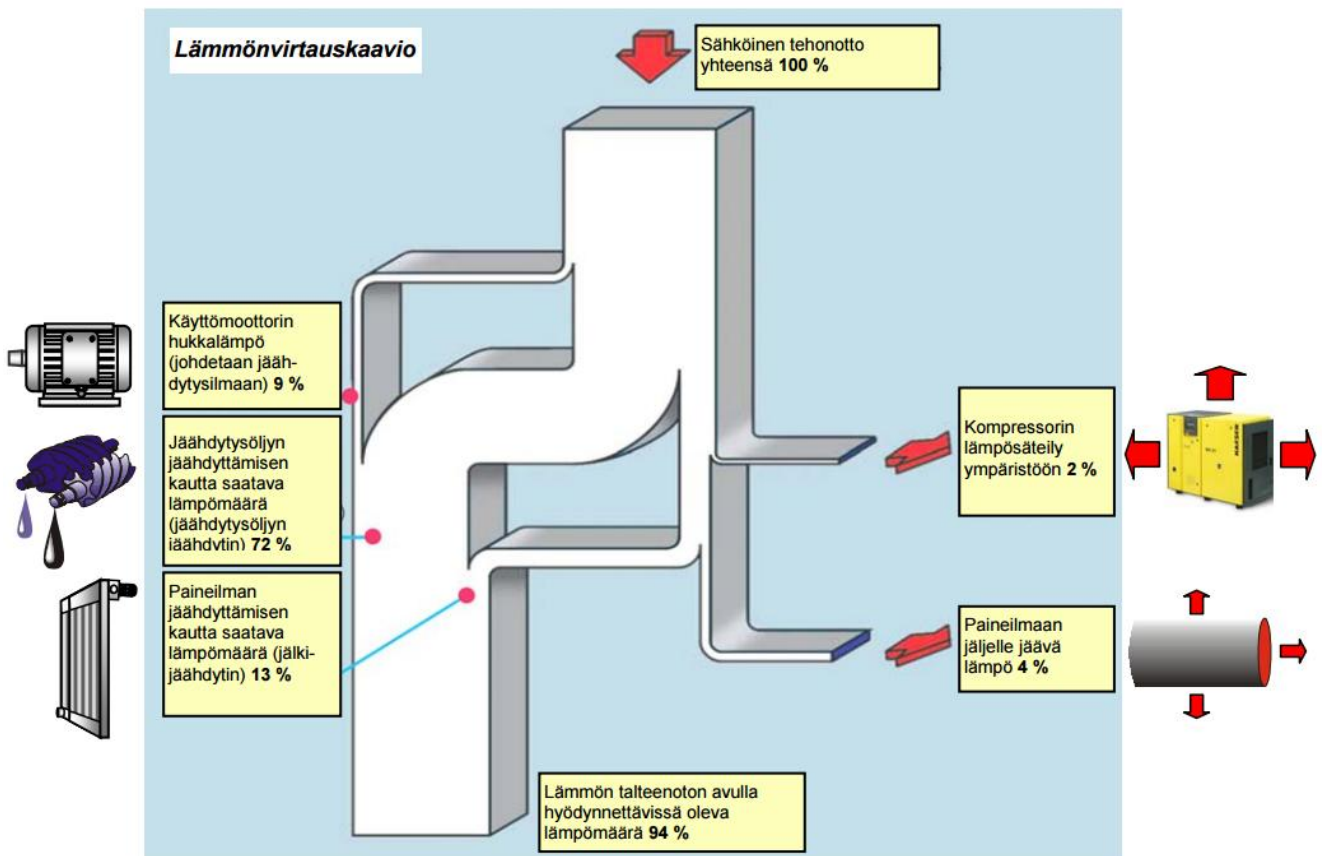 Lämmönvirtauskaavio
Sähköinen tehonotto
yhteensä 100 %
Käyttömoottorin
hukkalämpö
(johdetaan jääh-
dytysilmaan) 9 %
Jäähdytysöljyn
jäähdyttämisen
kautta saatava
lämpömäärä
(jäähdytysöljyn
jäähdytin) 72 %
Paineilman
jäähdyttämisen
kautta saatava
lämpömäärä (jälki-
jäähdytin) 13 %
Kompressorin
lämpösäteily
ympäristöön 2 %
KAESER
Paineilmaan
jäljelle jäävä
lämpö 4 %
Lämmön talteenoton avulla
hyödynnettävissä oleva
lämpömäärä 94 %